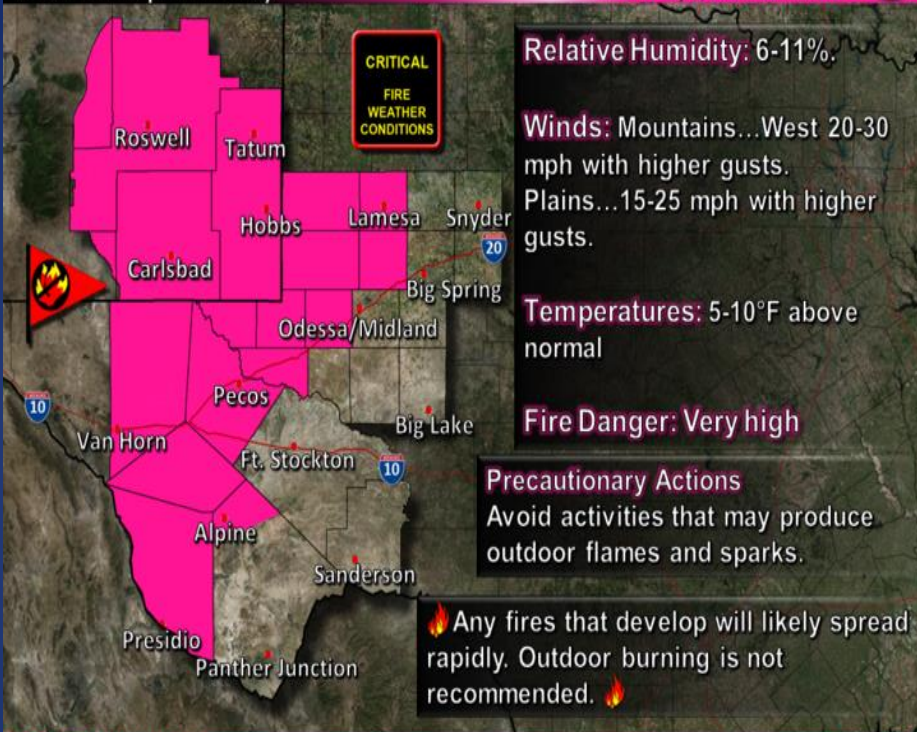 CRITICAL
FIRE
WEATHER
CONDITIONS
Roswell
Tatum
Hobbs
Lamesa
Snyder
20
Carlsbad
Big Spring
Odessa/Midland
Pecos
10
Big Lake
Van Horn
Ft. Stockton
10
Alpine
Sanderson
Presidio
Panther Junction
Relative Humidity: 6-11%.
Winds: Mountains...West 20-30
mph with higher gusts.
Plains...15-25 mph with higher
gusts.
Temperatures: 5-10°F above
normal
Fire Danger: Very high
Precautionary Actions
Avoid activities that may produce
outdoor flames and sparks.
🔥Any fires that develop will likely spread
rapidly. Outdoor burning is not
recommended. 🔥